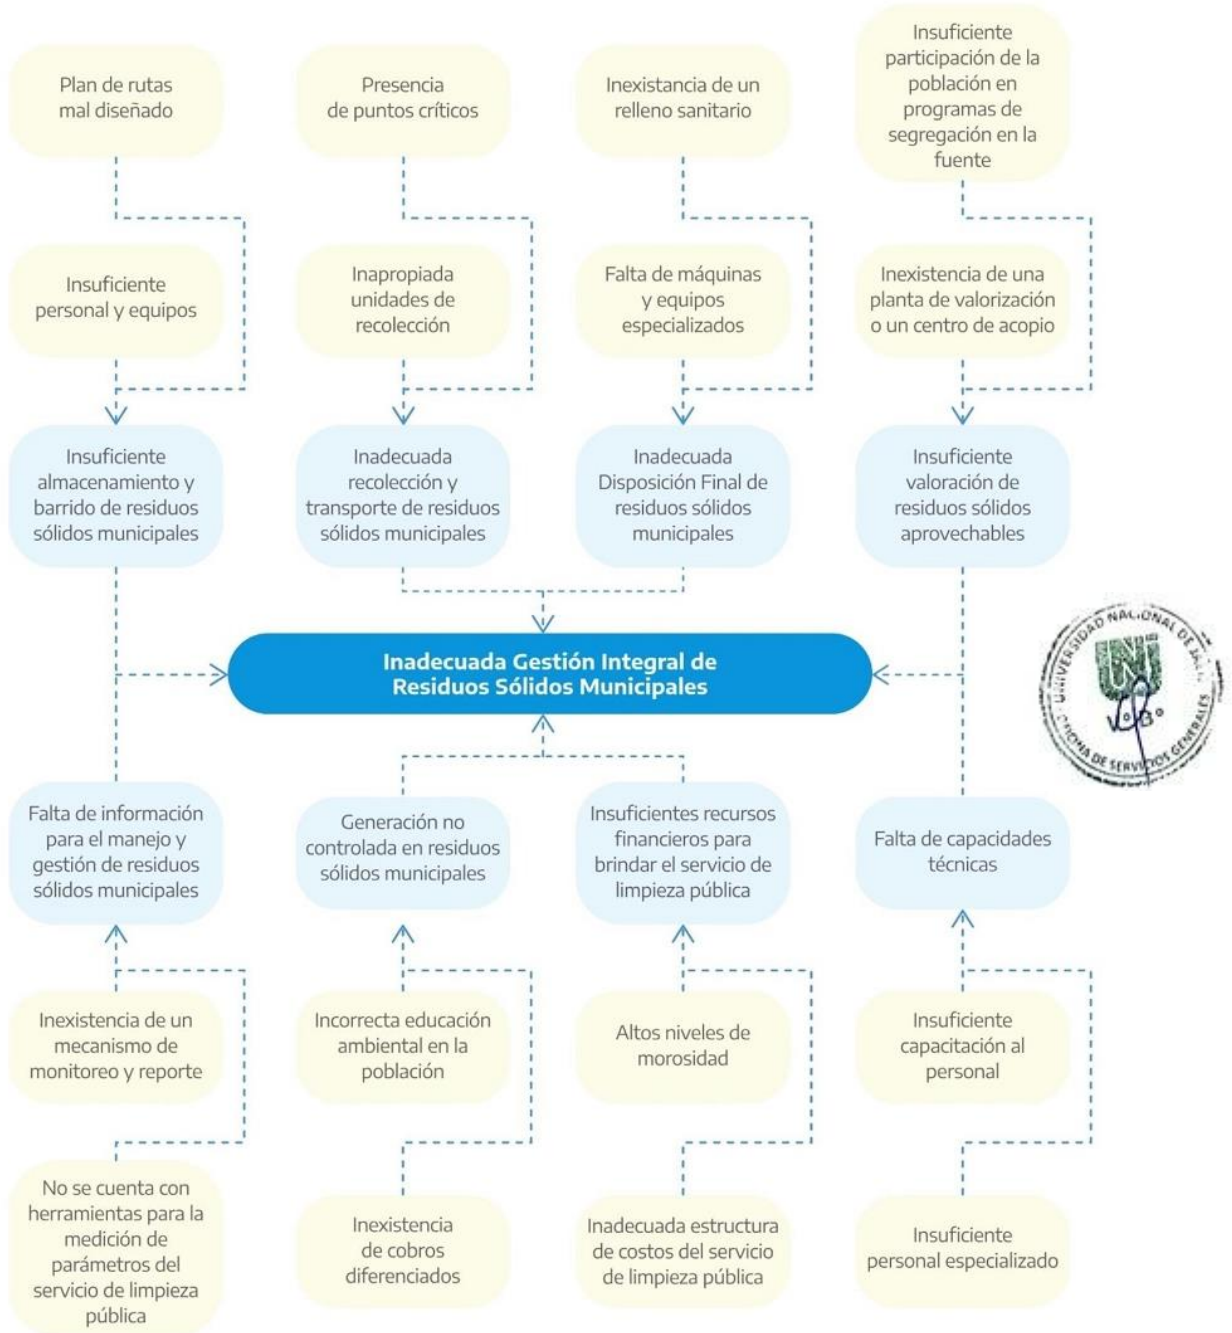 Plan de rutas
mal diseñado
Presencia
de puntos críticos
Inexistancia de un
relleno sanitario
Insuficiente
participación de la
población en
programas de
segregación en la
fuente
Insuficiente
personal y equipos
Inapropiada
unidades de
recolección
Falta de máquinas
y equipos
especializados
Inexistencia de una
planta de valorización
o un centro de acopio
Insuficiente
almacenamiento y
barrido de residuos
sólidos municipales
Inadecuada
recolección y
transporte de residuos
sólidos municipales
Inadecuada
Disposición Final de
residuos sólidos
municipales
Insuficiente
valoración de
residuos sólidos
aprovechables
Inadecuada Gestión Integral de
Residuos Sólidos Municipales
UNIVERSIDAD NACIONAL DE
V°B°
OFICINA DE SERVICIOS GENERALES
Falta de información
para el manejo y
gestión de residuos
sólidos municipales
Generación no
controlada en residuos
sólidos municipales
Insuficientes recursos
financieros para
brindar el servicio de
limpieza pública
Falta de capacidades
técnicas
Inexistencia de un
mecanismo de
monitoreo y reporte
Incorrecta educación
ambiental en la
población
Altos niveles de
morosidad
Insuficiente
capacitación al
personal
No se cuenta con
herramientas para la
medición de
parámetros del
servicio de limpieza
pública
Inexistencia
de cobros
diferenciados
Inadecuada estructura
de costos del servicio
de limpieza pública
Insuficiente
personal especializado